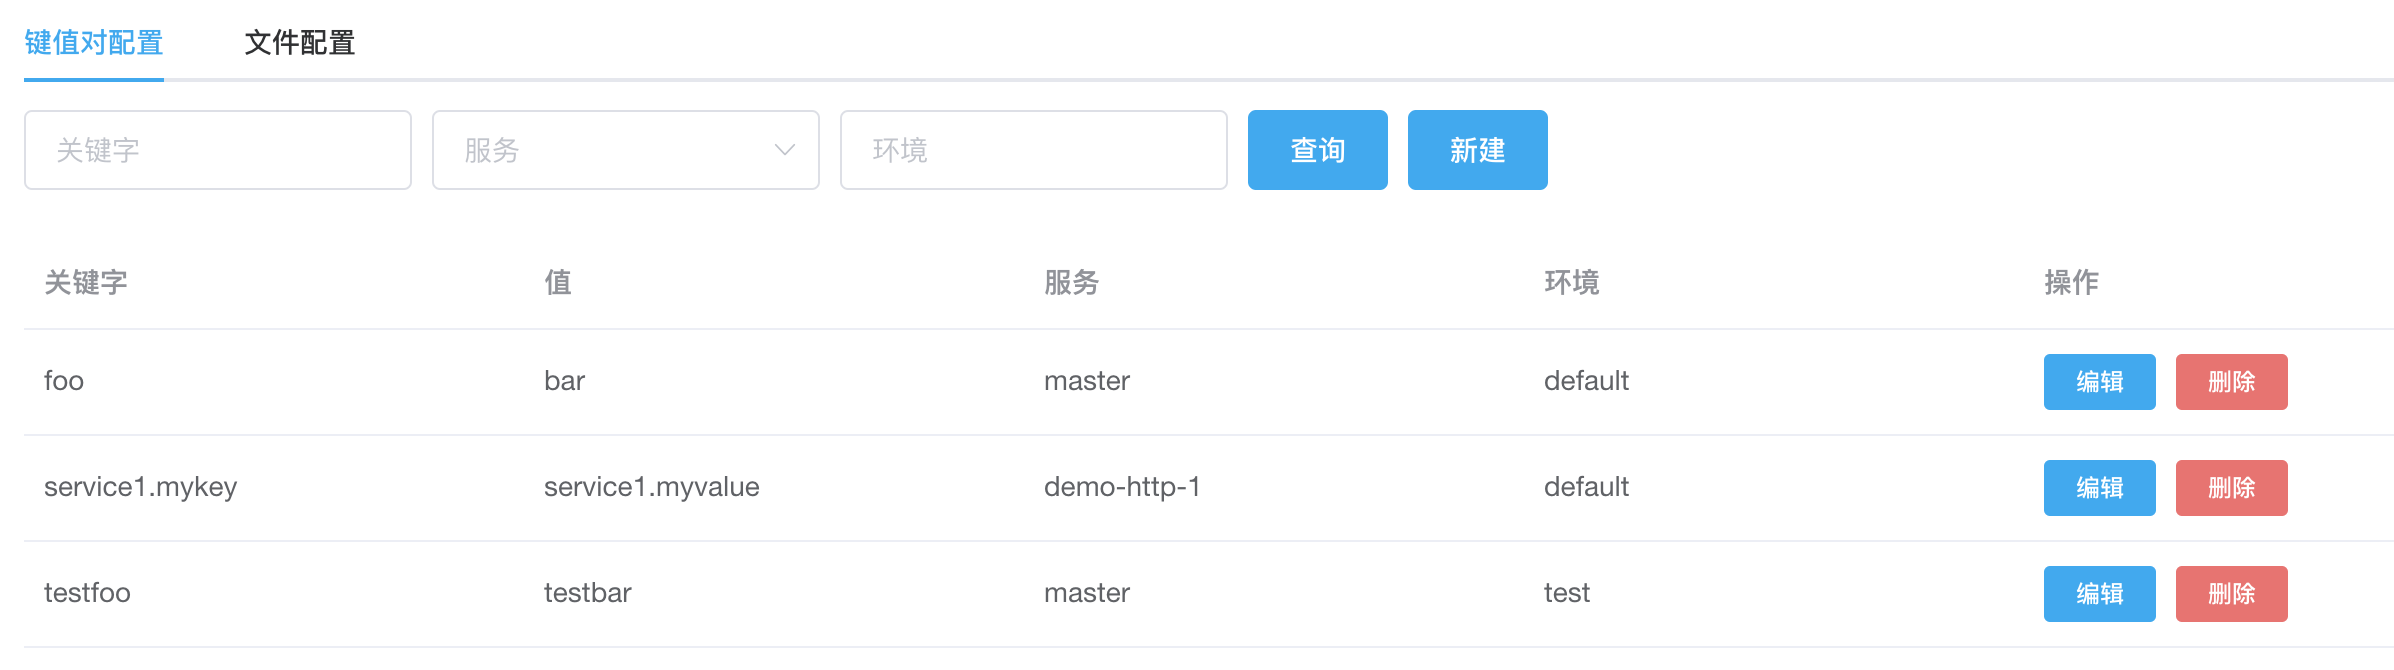 键值对配置 文件配置
关键字 服务 环境 查询 新建
关键字 值 服务 环境 操作
foo bar master default 编辑 删除
service1.mykey service1.myvalue demo-http-1 default 编辑 删除
testfoo testbar master test 编辑 删除